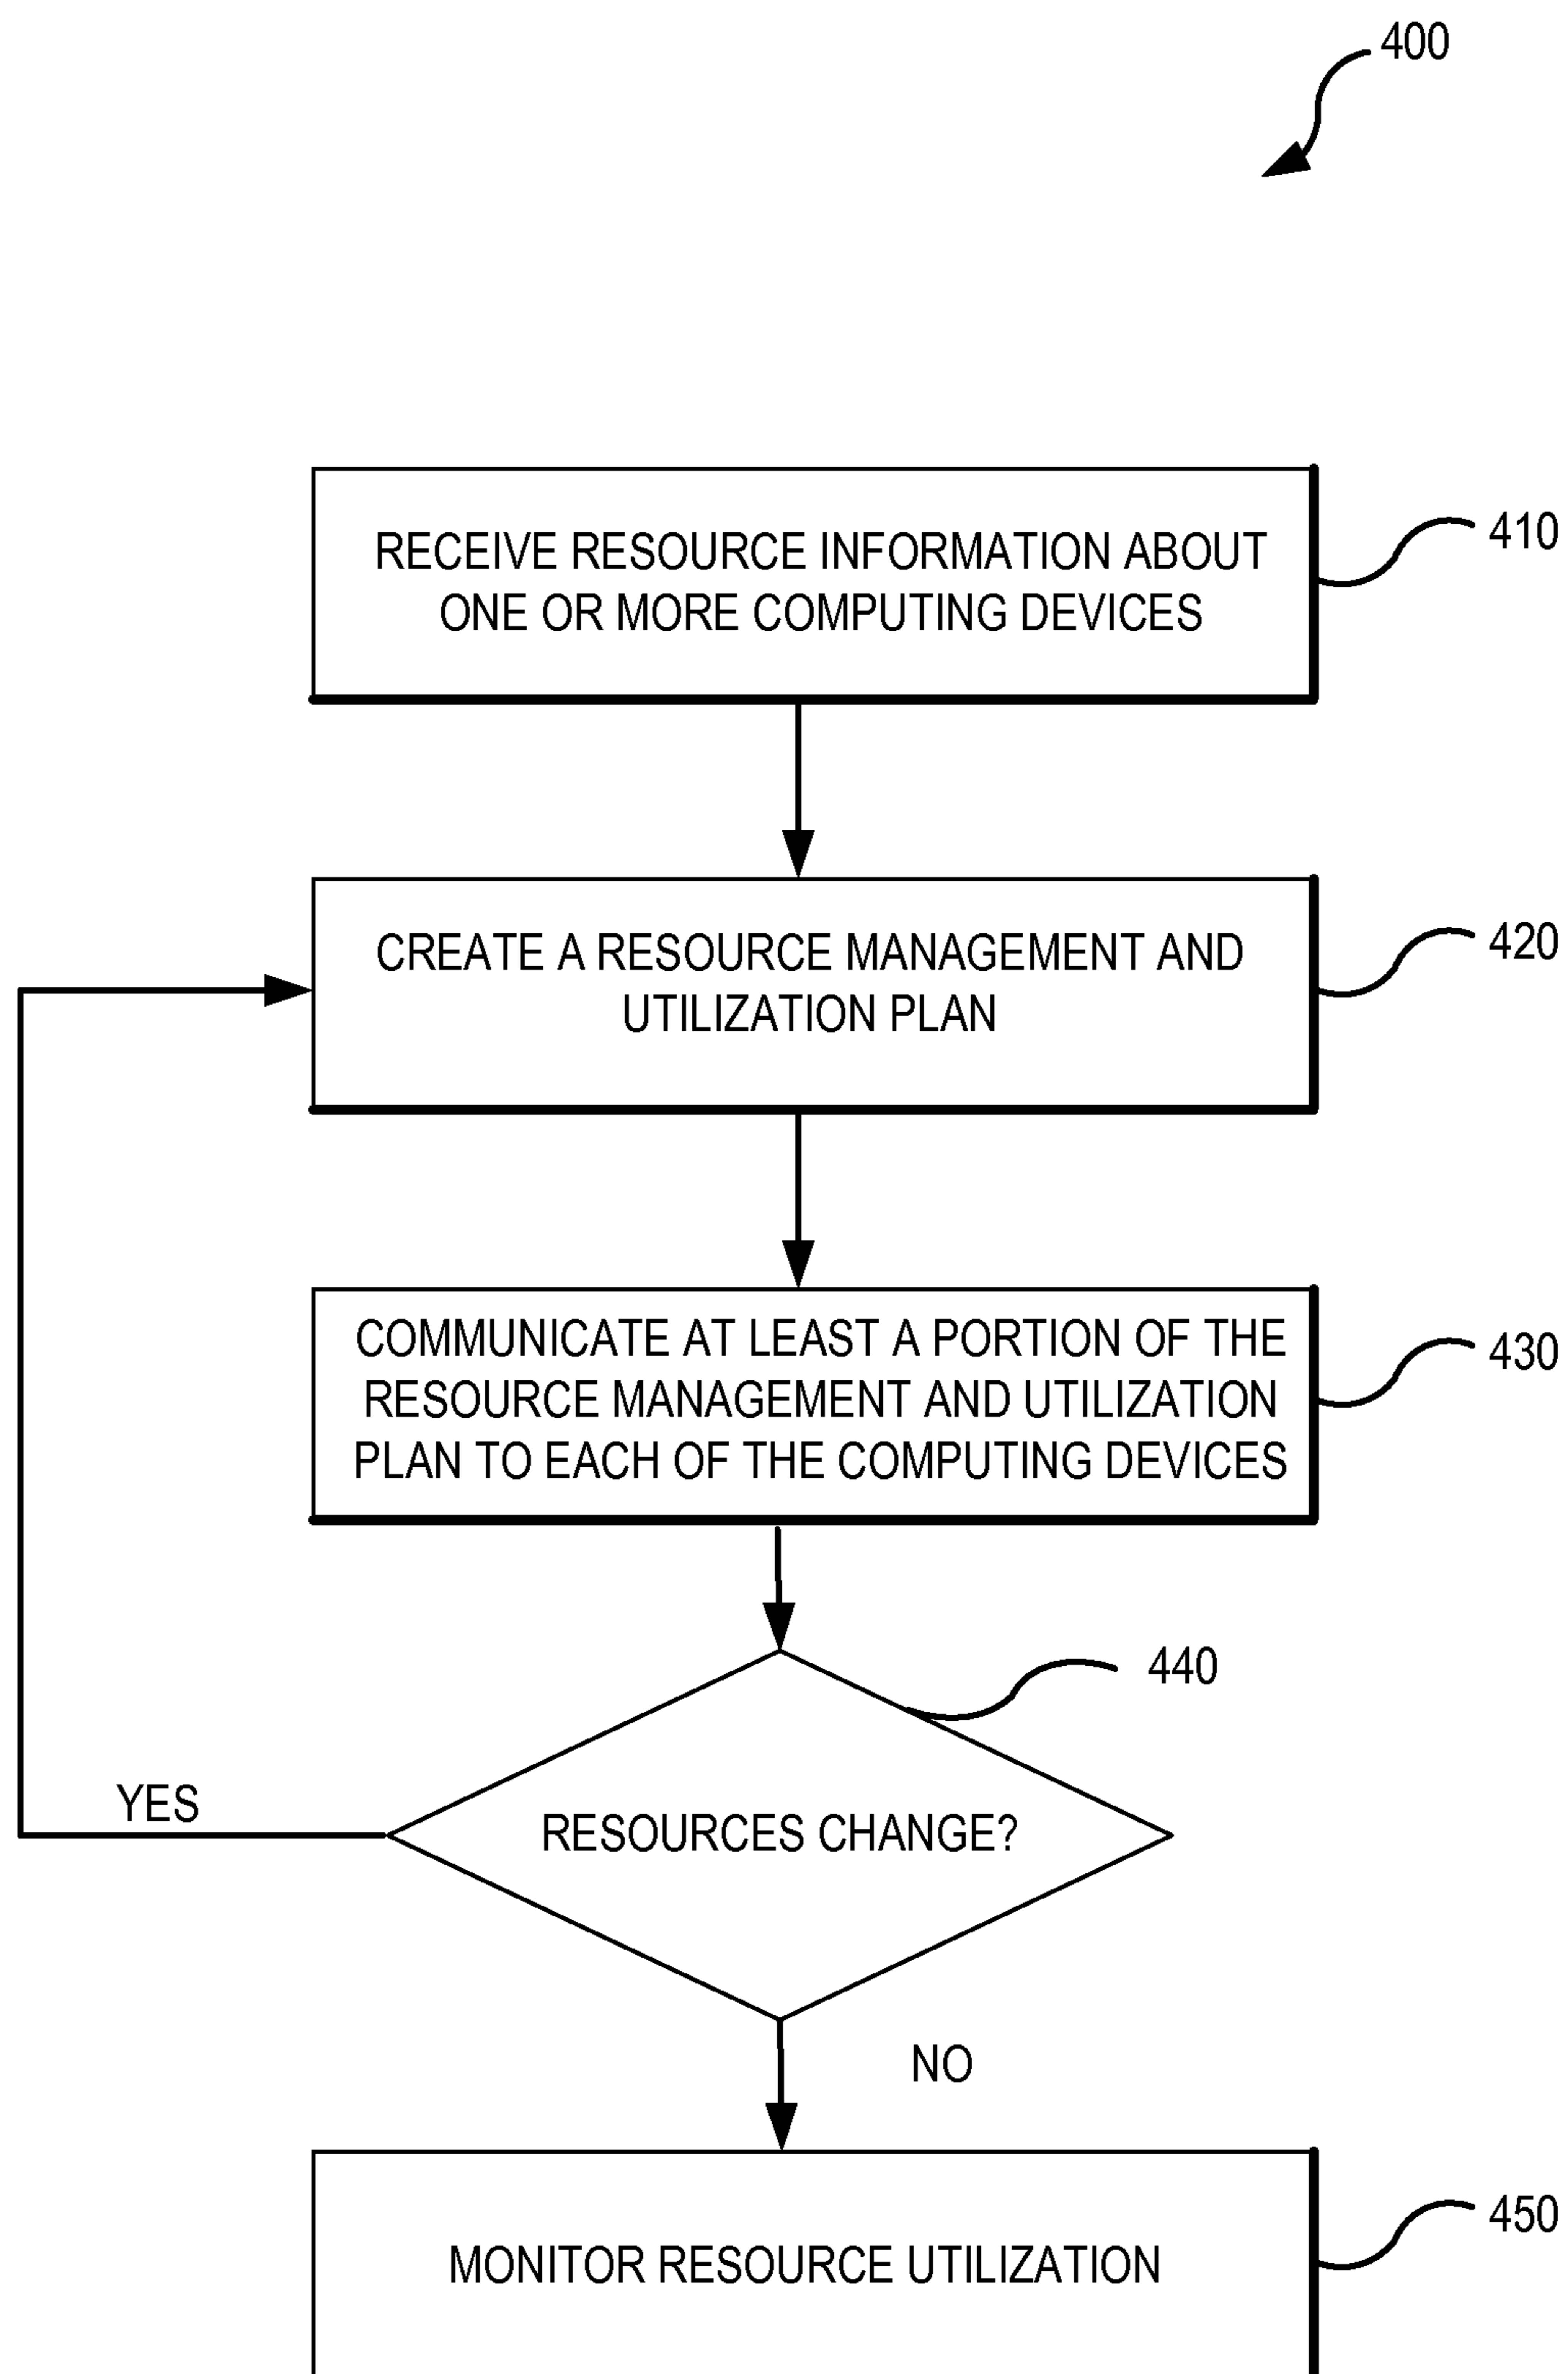 400
RECEIVE RESOURCE INFORMATION ABOUT
ONE OR MORE COMPUTING DEVICES
410
CREATE A RESOURCE MANAGEMENT AND
UTILIZATION PLAN
420
COMMUNICATE AT LEAST A PORTION OF THE
RESOURCE MANAGEMENT AND UTILIZATION
PLAN TO EACH OF THE COMPUTING DEVICES
430
440
YES
RESOURCES CHANGE?
NO
MONITOR RESOURCE UTILIZATION
450